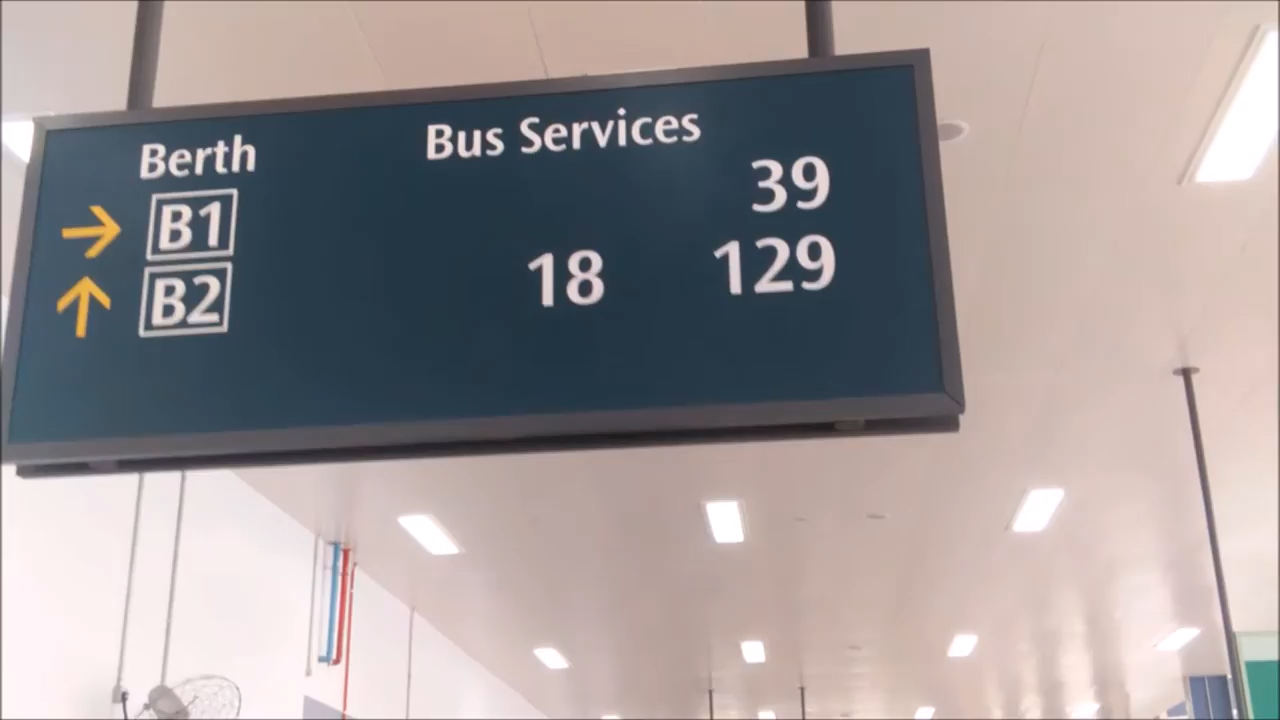 Berth Bus Services
→ B1 39
↑ B2 18 129